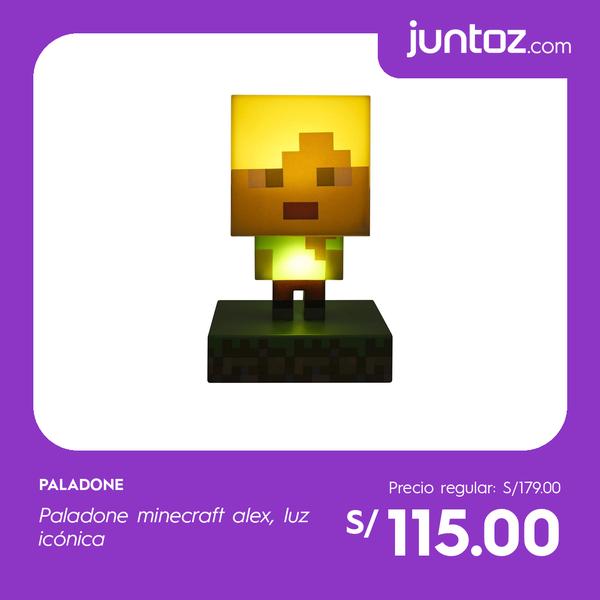 juntoz.com
PALADONE
Paladone minecraft alex, luz
icónica
Precio regular: S/179.00
S/ 115.00